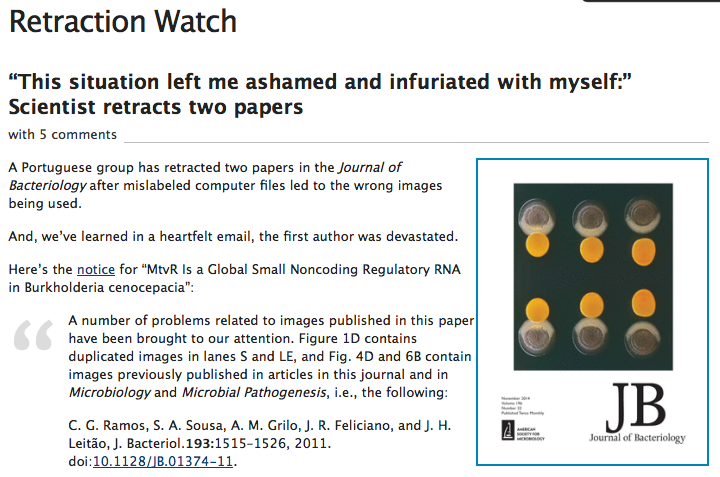 Retraction Watch
“This situation left me ashamed and infuriated with myself:”
Scientist retracts two papers
with 5 comments
A Portuguese group has retracted two papers in the Journal of
Bacteriology after mislabeled computer files led to the wrong images
being used.
And, we’ve learned in a heartfelt email, the first author was devastated.
Here’s the notice for “MtvR Is a Global Small Noncoding Regulatory RNA
in Burkholderia cenocepacia”:
“
A number of problems related to images published in this paper
have been brought to our attention. Figure 1D contains
duplicated images in lanes S and LE, and Fig. 4D and 6B contain
images previously published in articles in this journal and in
Microbiology and Microbial Pathogenesis, i.e., the following:
C. G. Ramos, S. A. Sousa, A. M. Grilo, J. R. Feliciano, and J. H.
Leitão, J. Bacteriol.193:1515–1526, 2011.
doi:10.1128/JB.01374-11.
November 2014
Volume 196
Number 22
Published Twice Monthly
AMERICAN
SOCIETY FOR
MICROBIOLOGY
JB
Journal of Bacteriology